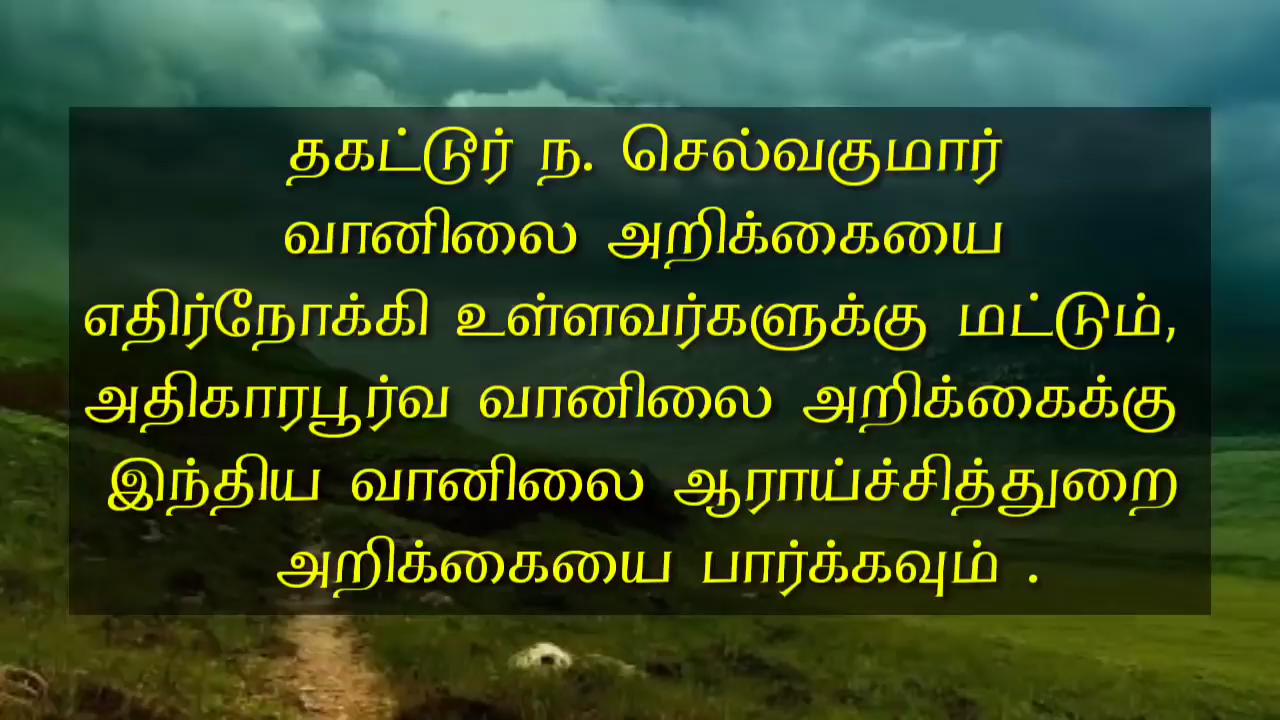 தகட்டூர் ந. செல்வகுமார்
வானிலை அறிக்கையை
எதிர்நோக்கி உள்ளவர்களுக்கு மட்டும்,
அதிகாரபூர்வ வானிலை அறிக்கைக்கு
இந்திய வானிலை ஆராய்ச்சித்துறை
அறிக்கையை பார்க்கவும் .